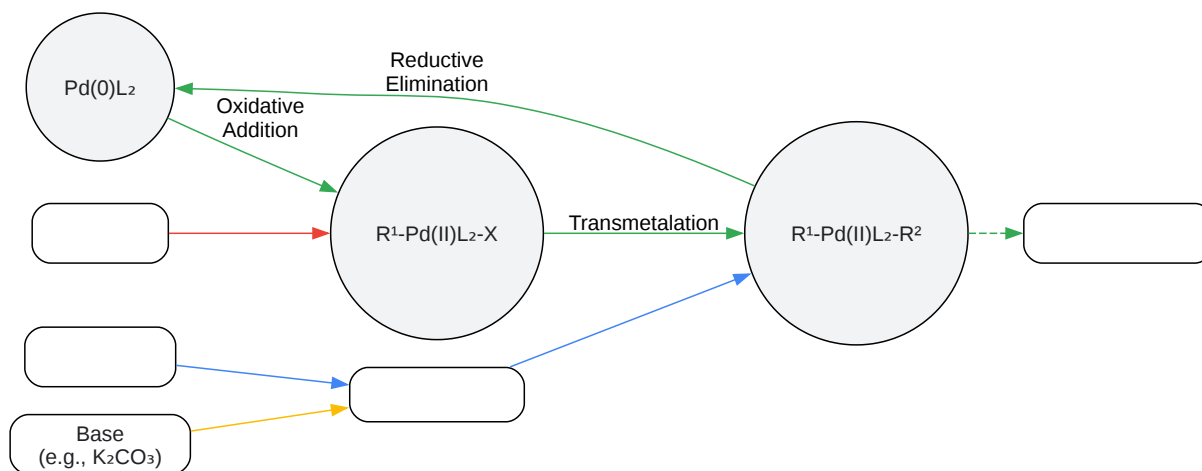 Pd(0)L₂
Reductive
Elimination
Oxidative
Addition
R¹-Pd(II)L₂-X
Transmetalation
R¹-Pd(II)L₂-R²
Base
(e.g., K₂CO₃)